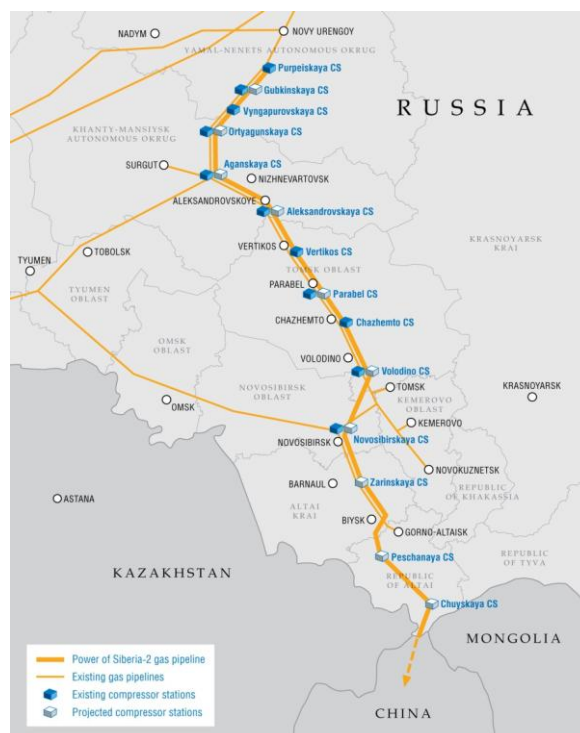 NADYM
NOVY URENGOY
YAMAL-NENETS AUTONOMOUS OKRUG
Purpeiskaya CS
Gubkinskaya CS
RUSSIA
Vyngapurovskaya CS
KHANTY-MANSIYSK
AUTONOMOUS OKRUG
Ortyagunskaya CS
SURGUT
Aganskaya CS
NIZHNEVARTOVSK
ALEKSANDROVSKOYE
Aleksandrovskaya CS
KRASNOYARSK
KRAI
VERTIKOS
Vertikos CS
TOBOLSK
TYUMEN
TOMSK OBLAST
PARABEL
Parabel CS
TYUMEN
OBLAST
CHAZHEMTO
Chazhemto CS
OMSK
OBLAST
VOLODINO
Volodino CS
TOMSK
NOVOSIBIRSK
OBLAST
KEMEROVO
OBLAST
KRASNOYARSK
OMSK
KEMEROVO
Novosibirskaya CS
NOVOSIBIRSK
NOVOKUZNETSK
REPUBLIC
OF KHAKASSIA
BARNAUL
Zarinskaya CS
ASTANA
ALTAI
KRAI
BIYSK
GORNO-ALTAISK
REPUBLIC
OF TYVA
Peschanaya CS
KAZAKHSTAN
REPUBLIC
OF ALTAI
Chuyskaya CS
MONGOLIA
Power of Siberia-2 gas pipeline
Existing gas pipelines
Existing compressor stations
Projected compressor stations
CHINA